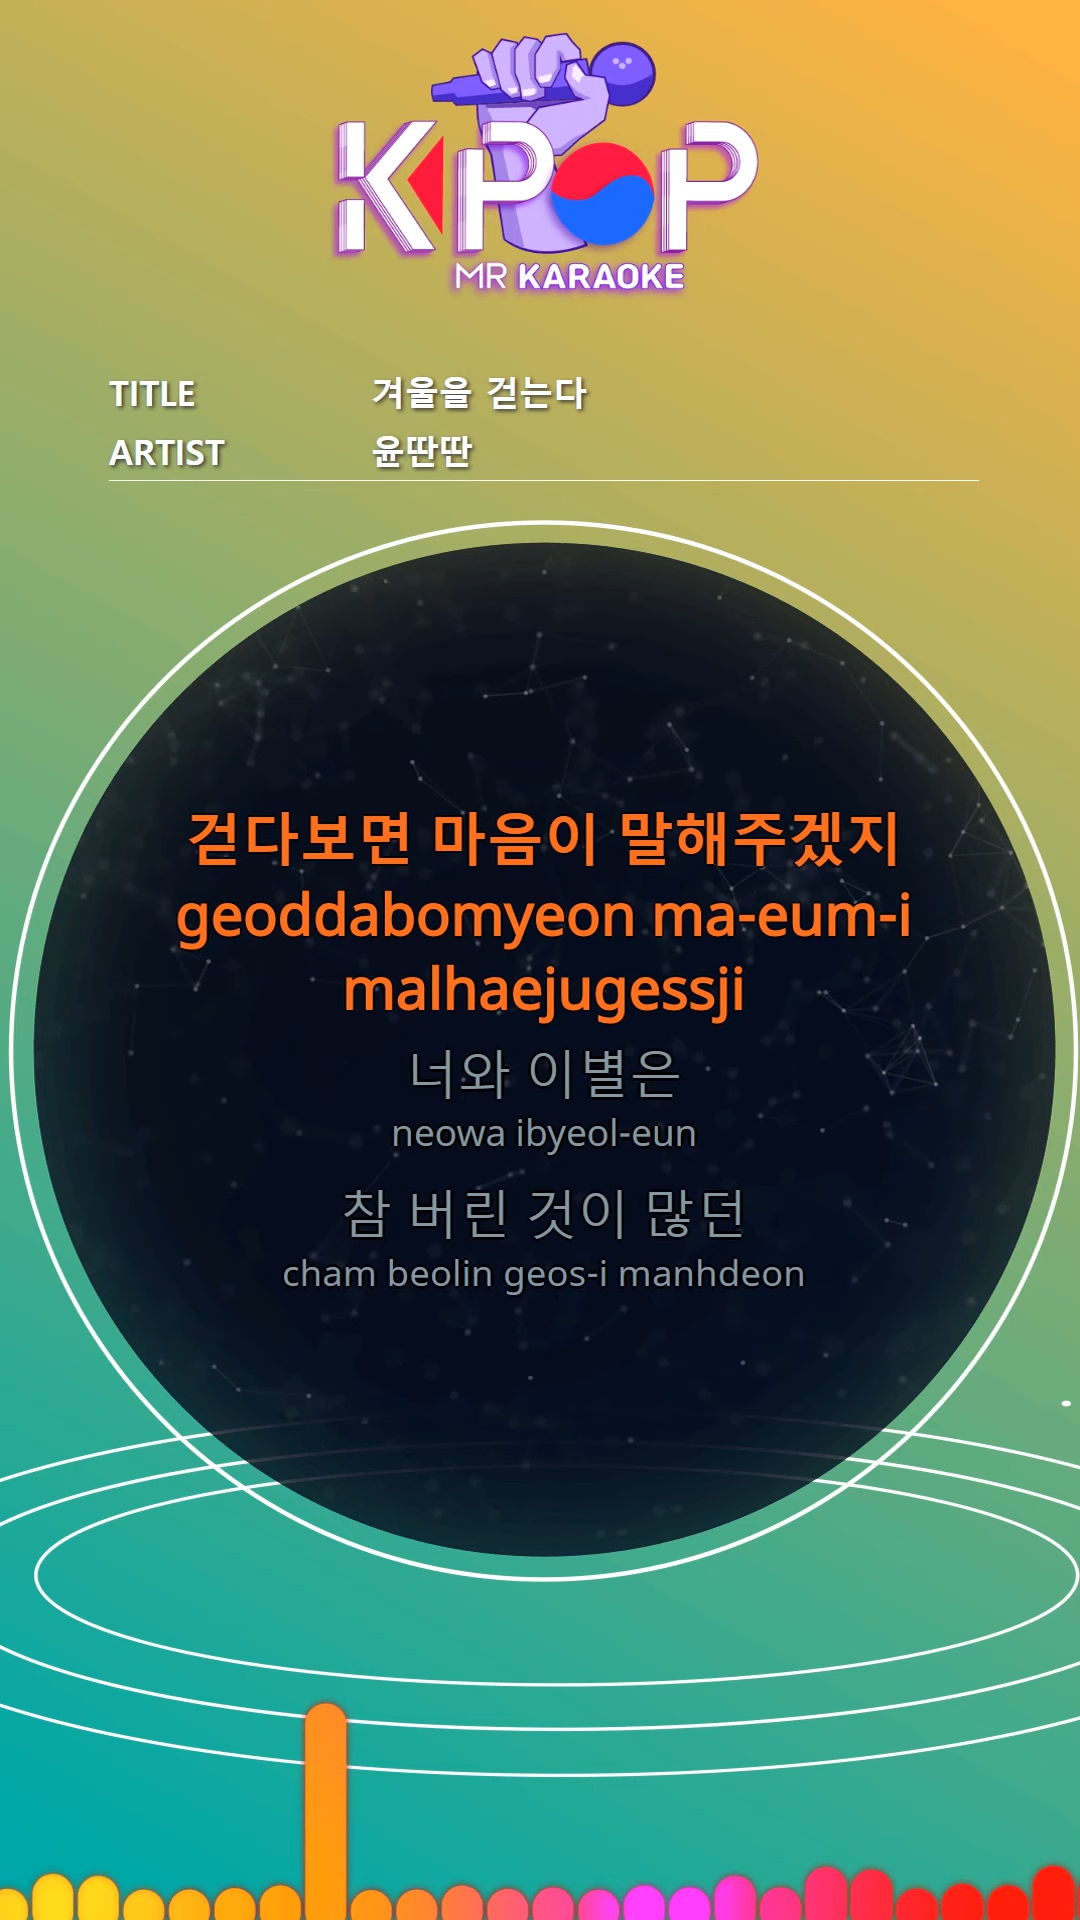 KPOP
MR KARAOKE
TITLE 겨울을 걷는다
ARTIST 윤딴딴
걷다보면 마음이 말해주겠지
geoddabomyeon ma-eum-i
malhaejugessji
너와 이별은
neowa ibyeol-eun
참 버린 것이 많던
cham beolin geos-i manhdeon